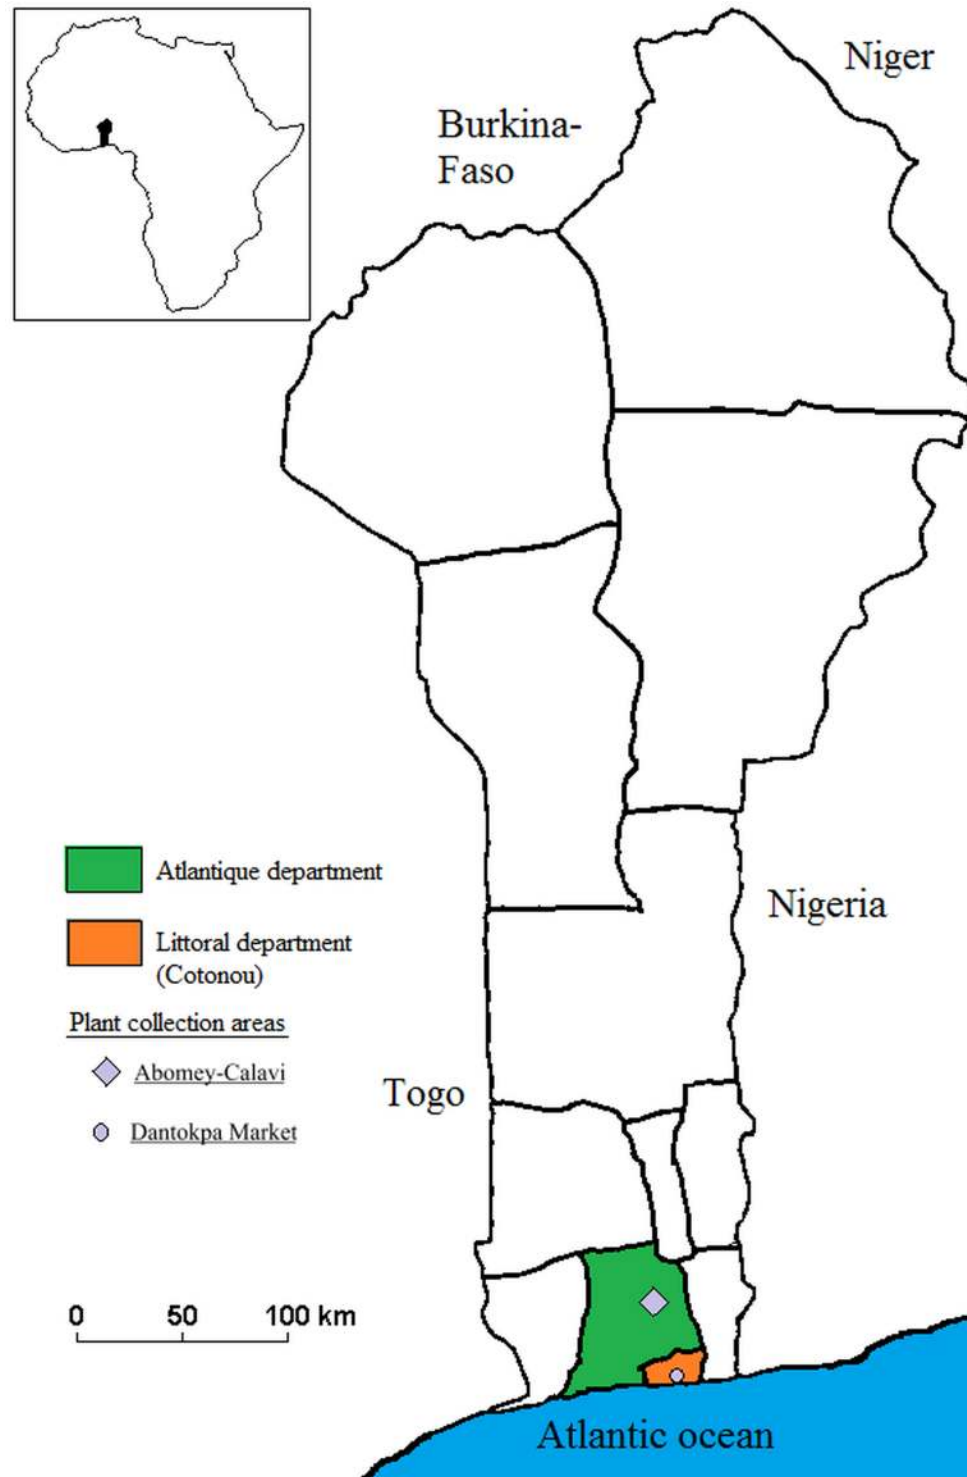 Niger
Burkina-
Faso
Atlantique department
Nigeria
Littoral department
(Cotonou)
Plant collection areas
Abomey-Calavi
Togo
Dantokpa Market
0 50 100 km
Atlantic ocean